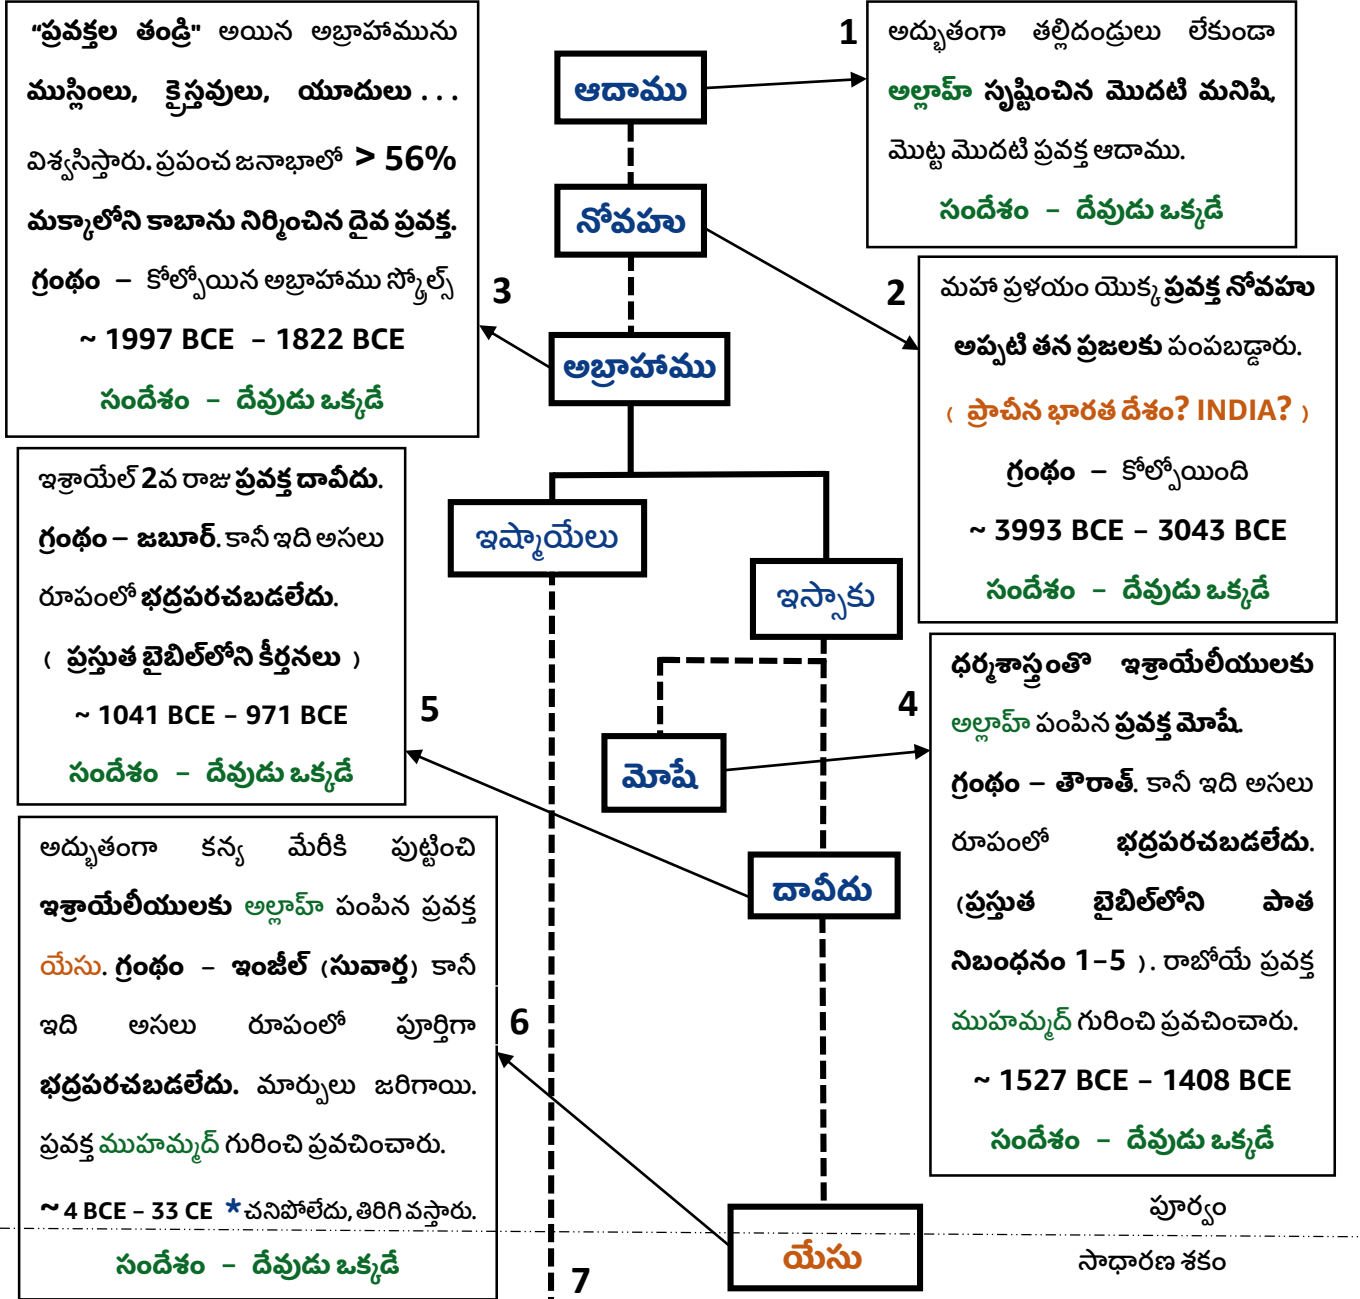 ఆదాము
నోవహు
అబ్రాహాము
ఇష్మాయేలు
ఇస్సాకు
మోషే
దావీదు
యేసు
1
అద్భుతంగా తల్లిదండ్రులు లేకుండా
అల్లాహ్ సృష్టించిన మొదటి మనిషి,
మొట్ట మొదటి ప్రవక్త ఆదాము.
సందేశం – దేవుడు ఒక్కడే
2
మహా ప్రళయం యొక్క ప్రవక్త నోవహు
అప్పటి తన ప్రజలకు పంపబడ్డారు.
( ప్రాచీన భారత దేశం? INDIA? )
గ్రంథం – కోల్పోయింది
~ 3993 BCE – 3043 BCE
సందేశం – దేవుడు ఒక్కడే
3
“ప్రవక్తల తండ్రి" అయిన అబ్రాహామును
ముస్లింలు, క్రైస్తవులు, యూదులు . . .
విశ్వసిస్తారు. ప్రపంచ జనాభాలో > 56%
మక్కాలోని కాబాను నిర్మించిన దైవ ప్రవక్త.
గ్రంథం – కోల్పోయిన అబ్రాహాము స్క్రోల్స్
~ 1997 BCE – 1822 BCE
సందేశం – దేవుడు ఒక్కడే
4
ధర్మశాస్త్రంతొ ఇశ్రాయేలీయులకు
అల్లాహ్ పంపిన ప్రవక్త మోషే.
గ్రంథం – తౌరాత్. కానీ ఇది అసలు
రూపంలో భద్రపరచబడలేదు.
(ప్రస్తుత బైబిల్‌లోని పాత
నిబంధనం 1–5 ). రాబోయే ప్రవక్త
ముహమ్మద్ గురించి ప్రవచించారు.
~ 1527 BCE – 1408 BCE
సందేశం – దేవుడు ఒక్కడే
5
ఇశ్రాయేల్ 2వ రాజు ప్రవక్త దావీదు.
గ్రంథం – జబూర్. కానీ ఇది అసలు
రూపంలో భద్రపరచబడలేదు.
( ప్రస్తుత బైబిల్‌లోని కీర్తనలు )
~ 1041 BCE – 971 BCE
సందేశం – దేవుడు ఒక్కడే
6
అద్భుతంగా కన్య మేరీకి పుట్టించి
ఇశ్రాయేలీయులకు అల్లాహ్ పంపిన ప్రవక్త
యేసు. గ్రంథం – ఇంజీల్ (సువార్త) కానీ
ఇది అసలు రూపంలో పూర్తిగా
భద్రపరచబడలేదు. మార్పులు జరిగాయి.
ప్రవక్త ముహమ్మద్ గురించి ప్రవచించారు.
~ 4 BCE – 33 CE * చనిపోలేదు, తిరిగి వస్తారు.
సందేశం – దేవుడు ఒక్కడే
పూర్వం
సాధారణ శకం
7